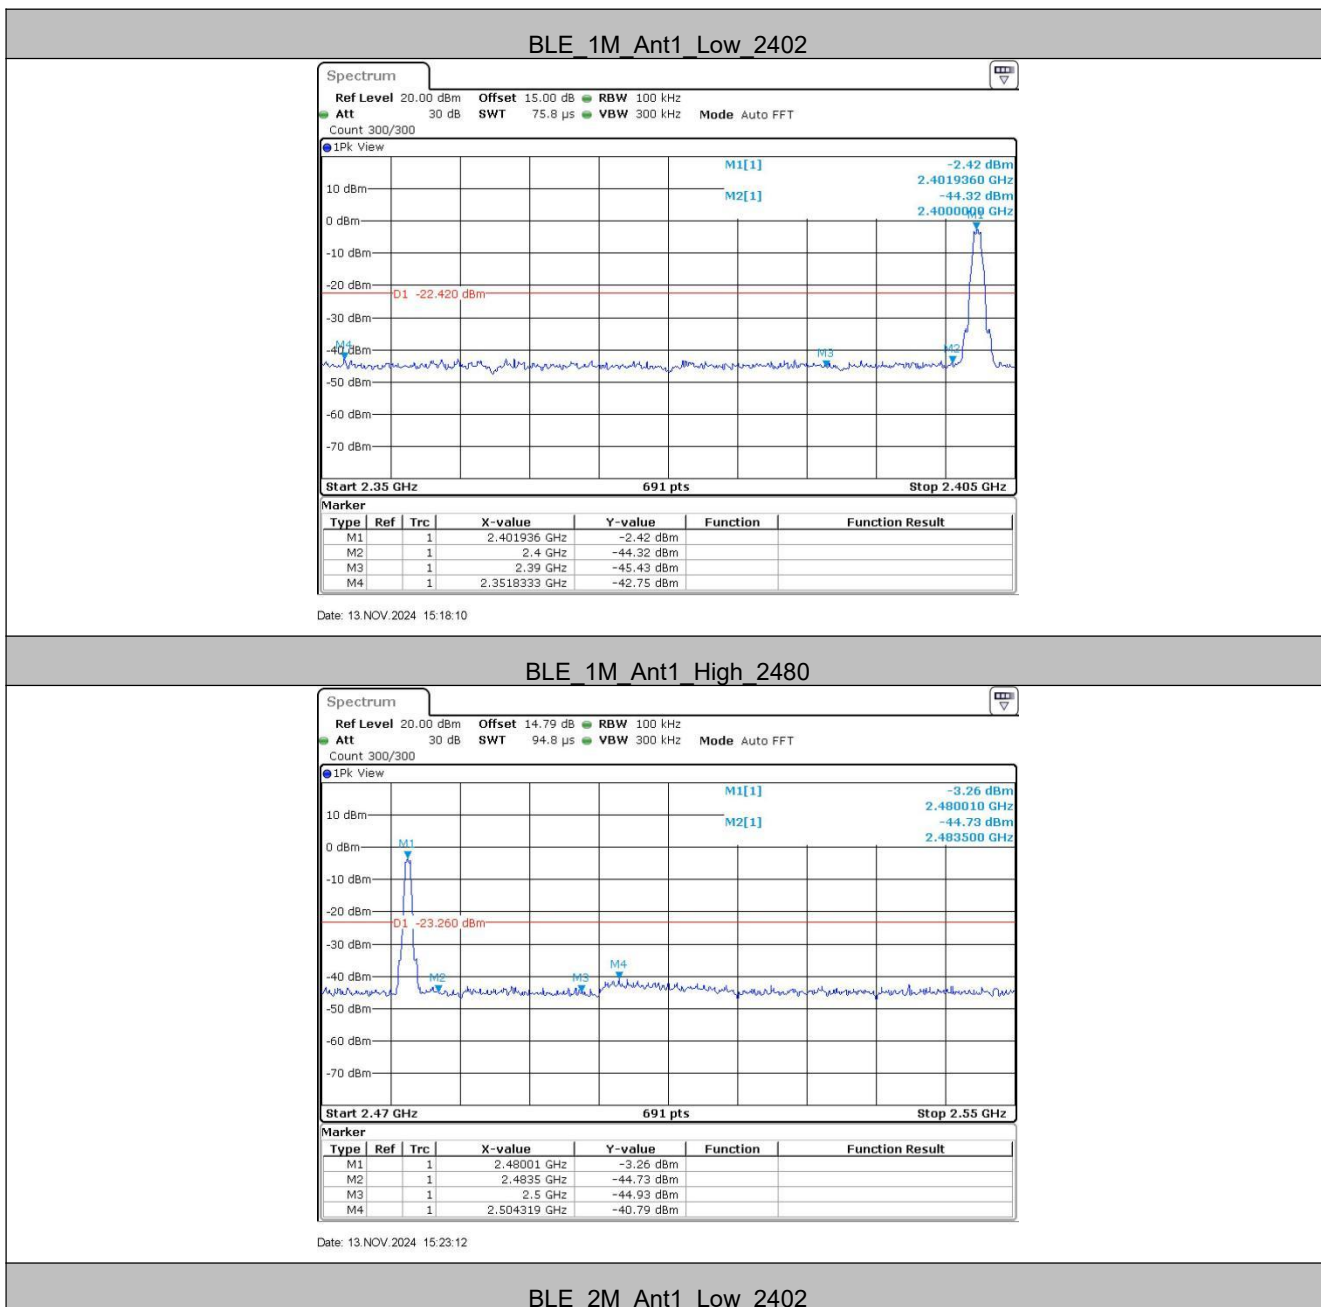 BLE_1M_Ant1_Low_2402
Spectrum
Ref Level 20.00 dBm Offset 15.00 dB RBW 100 kHz
Att 30 dB SWT 75.8 µs VBW 300 kHz Mode Auto FFT
Count 300/300
1Pk View
M1[1] -2.42 dBm
2.4019360 GHz
M2[1] -44.32 dBm
2.4000000 GHz
M1
10 dBm
0 dBm
-10 dBm
-20 dBm
D1 -22.420 dBm
-30 dBm
-40 dBm
M4
M3
M2
-50 dBm
-60 dBm
-70 dBm
Start 2.35 GHz 691 pts Stop 2.405 GHz
Marker
Type Ref Trc X-value Y-value Function Function Result
M1 1 2.401936 GHz -2.42 dBm
M2 1 2.4 GHz -44.32 dBm
M3 1 2.39 GHz -45.43 dBm
M4 1 2.3518333 GHz -42.75 dBm
Date: 13.NOV.2024 15:18:10
BLE_1M_Ant1_High_2480
Spectrum
Ref Level 20.00 dBm Offset 14.79 dB RBW 100 kHz
Att 30 dB SWT 94.8 µs VBW 300 kHz Mode Auto FFT
Count 300/300
1Pk View
M1[1] -3.26 dBm
2.480010 GHz
M2[1] -44.73 dBm
2.483500 GHz
10 dBm
0 dBm
M1
-10 dBm
-20 dBm
D1 -23.260 dBm
-30 dBm
M4
-40 dBm
M2
M3
-50 dBm
-60 dBm
-70 dBm
Start 2.47 GHz 691 pts Stop 2.55 GHz
Marker
Type Ref Trc X-value Y-value Function Function Result
M1 1 2.48001 GHz -3.26 dBm
M2 1 2.4835 GHz -44.73 dBm
M3 1 2.5 GHz -44.93 dBm
M4 1 2.504319 GHz -40.79 dBm
Date: 13.NOV.2024 15:23:12
BLE_2M_Ant1_Low_2402